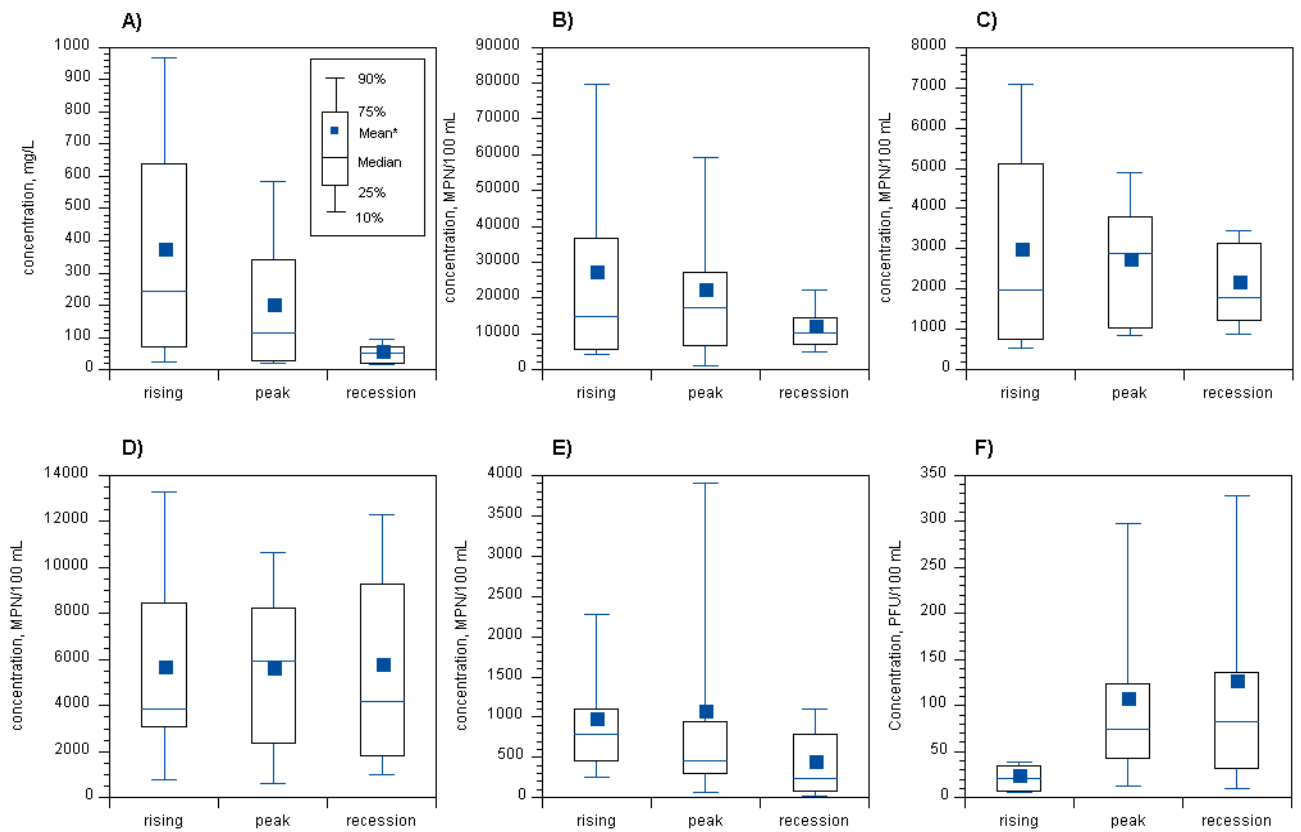 A)
concentration, mg/L
1000
900
800
700
600
500
400
300
200
100
0
90%
75%
Mean*
Median
25%
10%
rising peak recession
B)
concentration, MPN/100 mL
90000
80000
70000
60000
50000
40000
30000
20000
10000
0
rising peak recession
C)
concentration, MPN/100 mL
8000
7000
6000
5000
4000
3000
2000
1000
0
rising peak recession
D)
concentration, MPN/100 mL
14000
12000
10000
8000
6000
4000
2000
0
rising peak recession
E)
concentration, MPN/100 mL
4000
3500
3000
2500
2000
1500
1000
500
0
rising peak recession
F)
Concentration, PFU/100 mL
350
300
250
200
150
100
50
0
rising peak recession